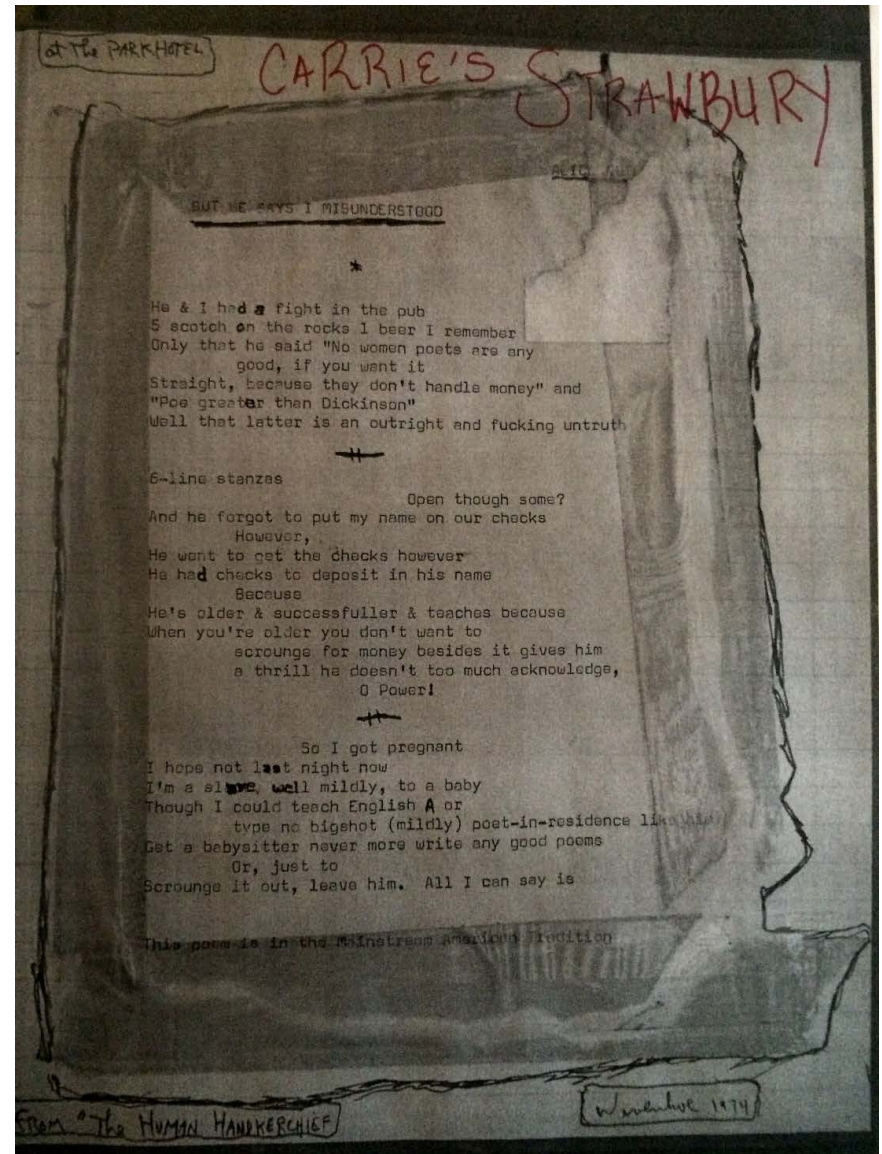 at The PARK HOTEL
CARRIE'S STRAWBURY
BUT HE SAYS I MISUNDERSTOOD
*
He & I had a fight in the pub
5 scotch on the rocks 1 beer I remember
Only that he said "No women poets are any
good, if you want it
Straight, because they don't handle money" and
"Poe greater than Dickinson"
Well that latter is an outright and fucking untruth
6-line stanzas
Open though some?
And he forgot to put my name on our checks
However,
He went to get the checks however
He had checks to deposit in his name
Because
He's older & successfuller & teaches because
When you're older you don't want to
scrounge for money besides it gives him
a thrill he doesn't too much acknowledge,
O Power!
So I got pregnant
I hope not last night now
I'm a slave, well mildly, to a baby
Though I could teach English A or
type no bigshot (mildly) poet-in-residence like him
Get a babysitter never more write any good poems
Or, just to
Scrounge it out, leave him. All I can say is
This poem is in the Mainstream American Tradition
From "The HUMAN HANDKERCHIEF
Wivenhoe 1974